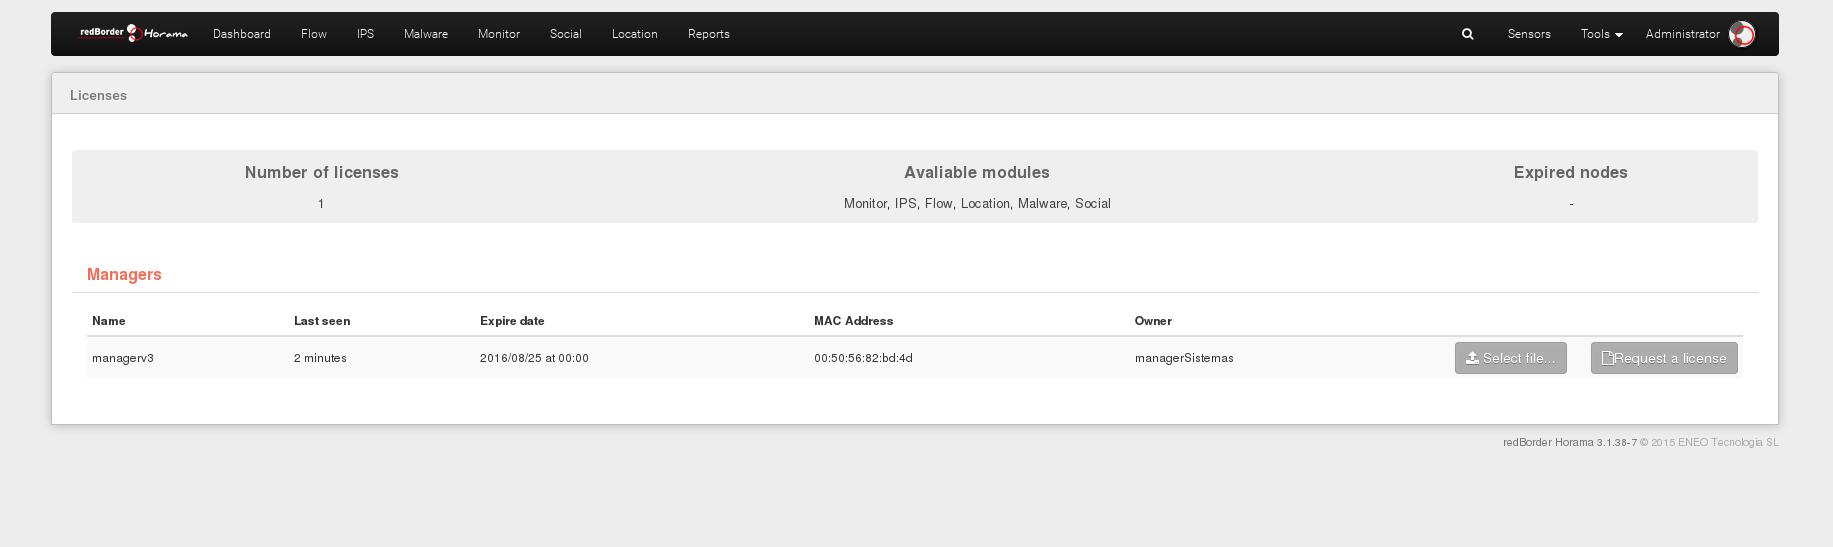 redBorder Horama Dashboard Flow IPS Malware Monitor Social Location Reports Sensors Tools Administrator
Licenses
Number of licenses Avaliable modules Expired nodes
1 Monitor, IPS, Flow, Location, Malware, Social -
Managers
Name Last seen Expire date MAC Address Owner
managerv3 2 minutes 2016/08/25 at 00:00 00:50:56:82:bd:4d managerSistemas Select file... Request a license
redBorder Horama 3.1.38-7 © 2015 ENEO Tecnologia SL